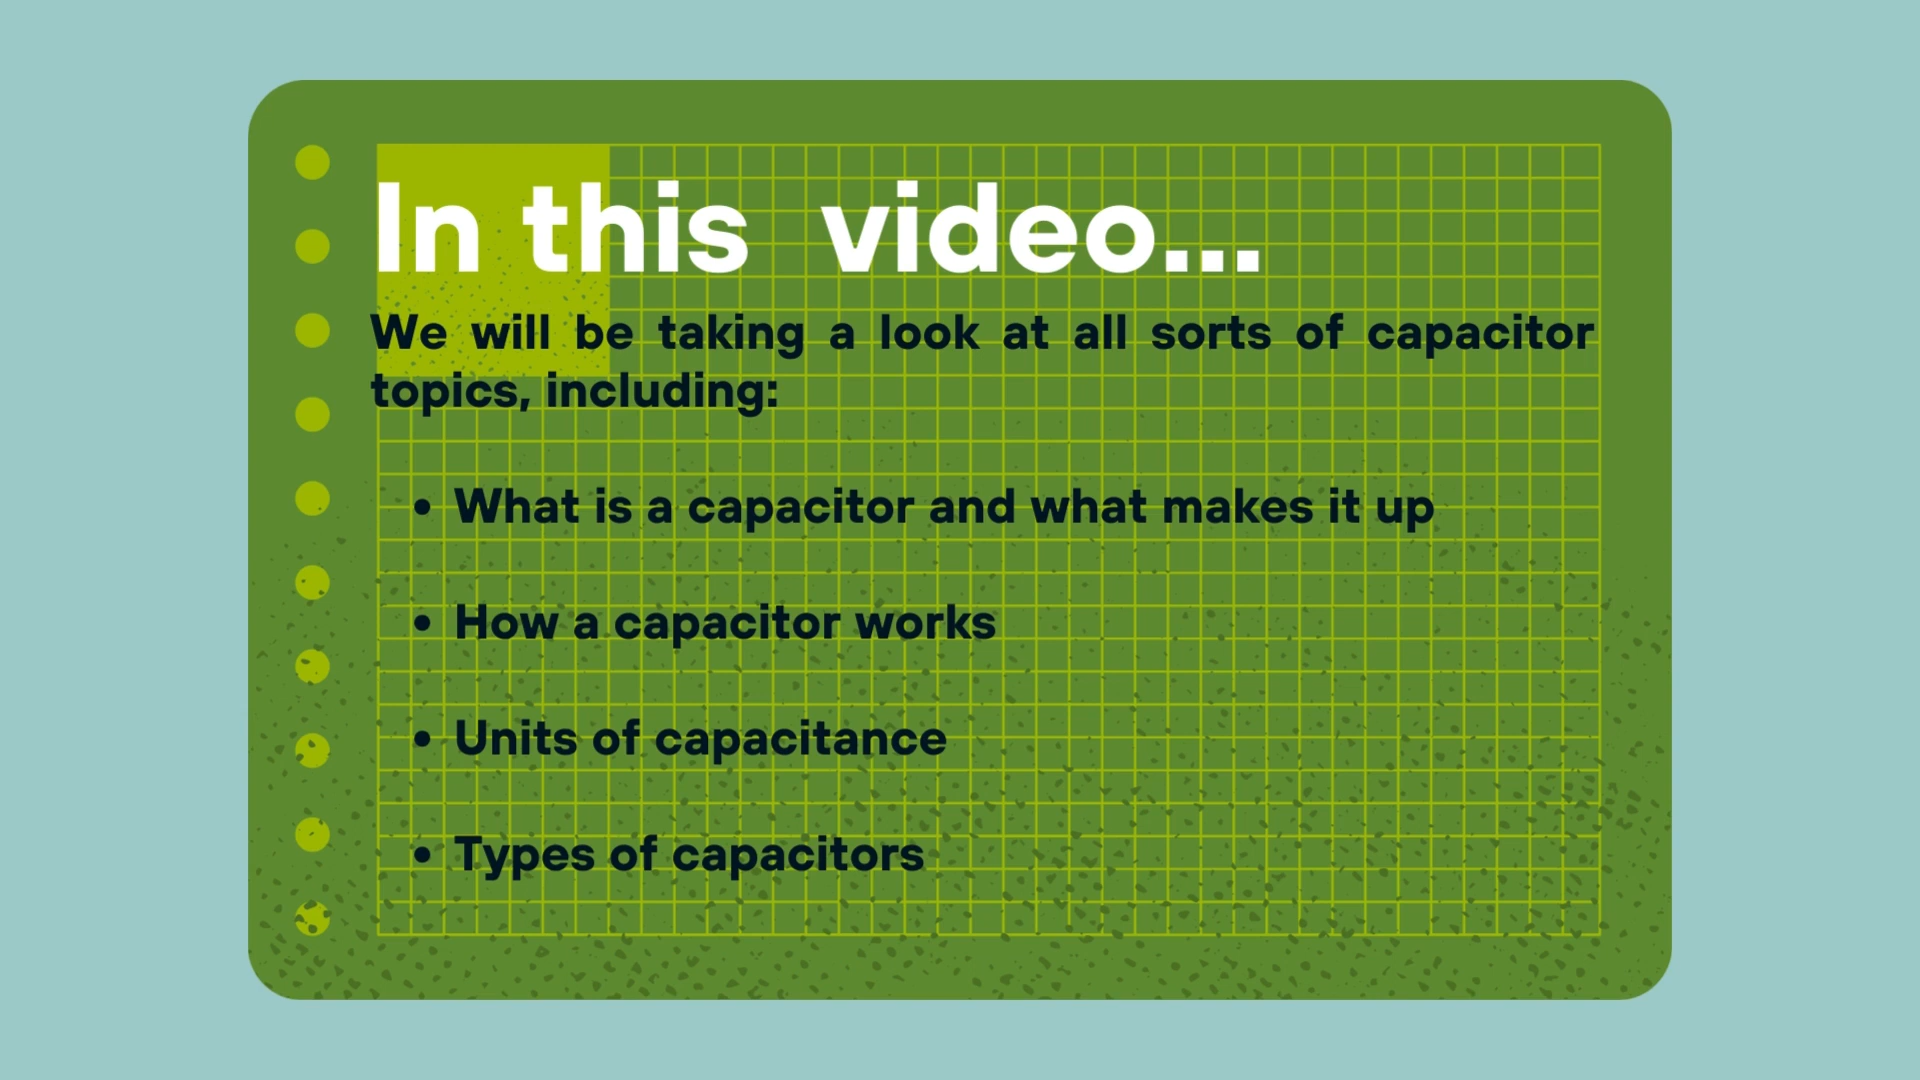 In this video...
We will be taking a look at all sorts of capacitor
topics, including:
• What is a capacitor and what makes it up
• How a capacitor works
• Units of capacitance
• Types of capacitors